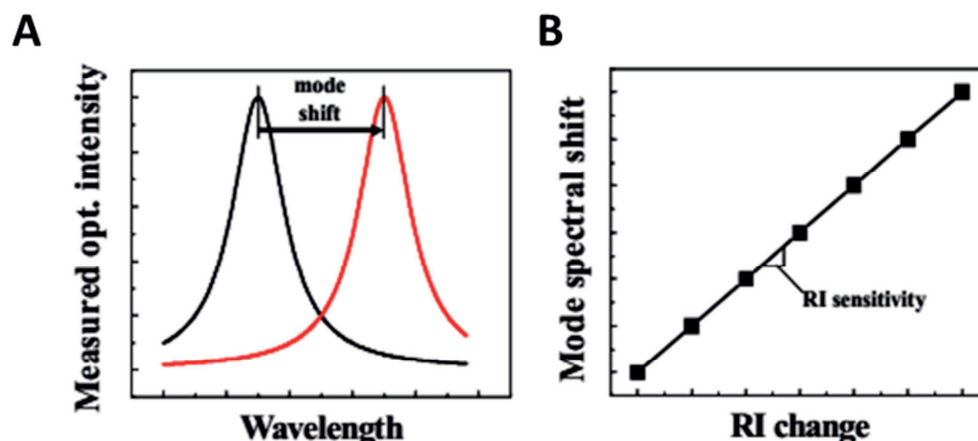 A
Measured opt. intensity
mode
shift
Wavelength
B
Mode spectral shift
RI sensitivity
RI change